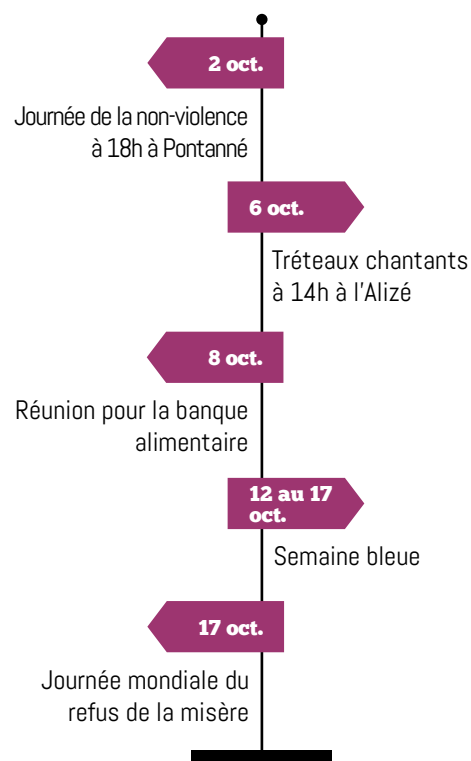 2 oct.
Journée de la non-violence
à 18h à Pontanné
6 oct.
Tréteaux chantants
à 14h à l'Alizé
8 oct.
Réunion pour la banque
alimentaire
12 au 17
oct.
Semaine bleue
17 oct.
Journée mondiale du
refus de la misère